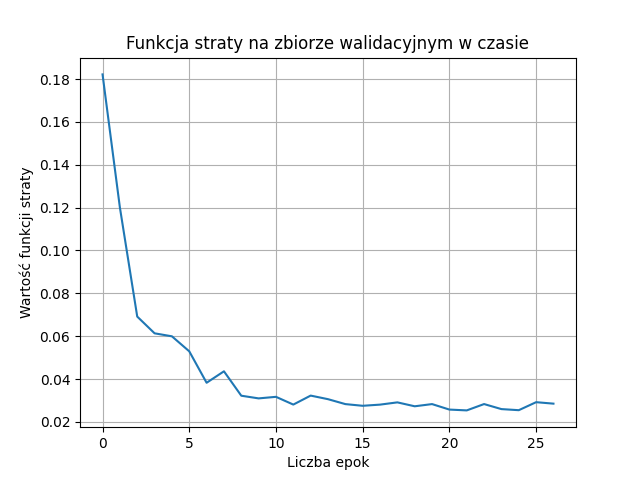 Funkcja straty na zbiorze walidacyjnym w czasie
0.18
0.16
0.14
0.12
0.10
0.08
0.06
0.04
0.02
Wartość funkcji straty
0 5 10 15 20 25
Liczba epok